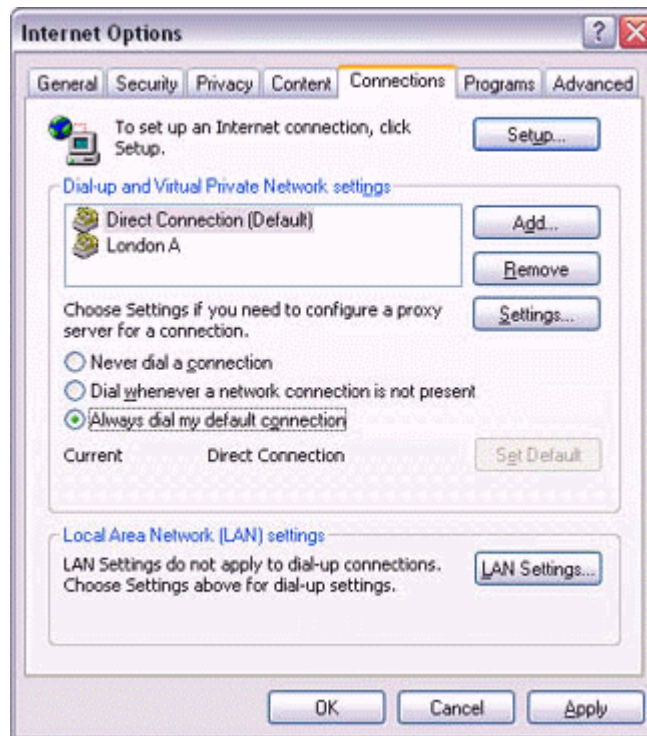 Internet Options
General Security Privacy Content Connections Programs Advanced
To set up an Internet connection, click
Setup.
Setup...
Dial-up and Virtual Private Network settings
Direct Connection (Default)
London A
Add...
Remove
Choose Settings if you need to configure a proxy
server for a connection.
Settings...
Never dial a connection
Dial whenever a network connection is not present
Always dial my default connection
Current Direct Connection Set Default
Local Area Network (LAN) settings
LAN Settings do not apply to dial-up connections.
Choose Settings above for dial-up settings.
LAN Settings...
OK Cancel Apply